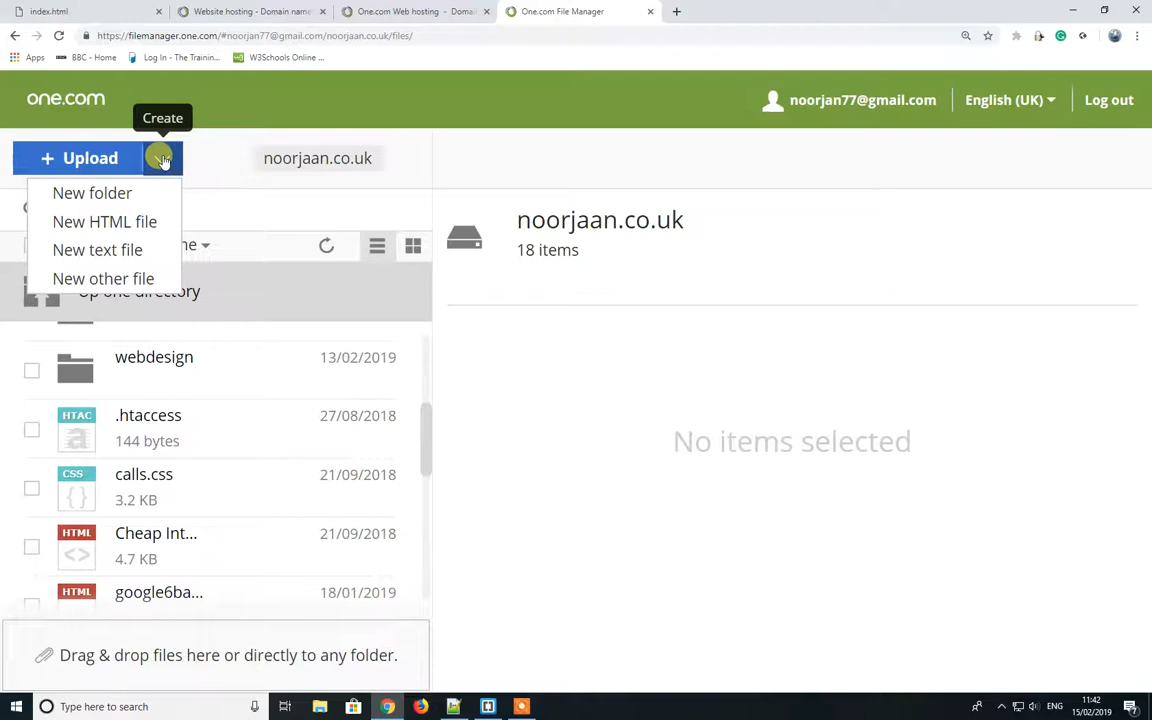 index.html
Website hosting - Domain name
One.com Web hosting - Domai
One.com File Manager
https://filemanager.one.com/#noorjan77@gmail.com/noorjaan.co.uk/files/
Apps
BBC - Home
Log In - The Trainin...
W3Schools Online ...
one.com
noorjan77@gmail.com
English (UK)
Log out
Create
+ Upload
noorjaan.co.uk
New folder
New HTML file
New text file
New other file
me
Up one directory
noorjaan.co.uk
18 items
webdesign
13/02/2019
HTAC
.htaccess
27/08/2018
144 bytes
CSS
calls.css
21/09/2018
3.2 KB
HTML
Cheap Int...
21/09/2018
4.7 KB
HTML
google6ba...
18/01/2019
No items selected
Drag & drop files here or directly to any folder.
Type here to search
ENG
11:42
15/02/2019